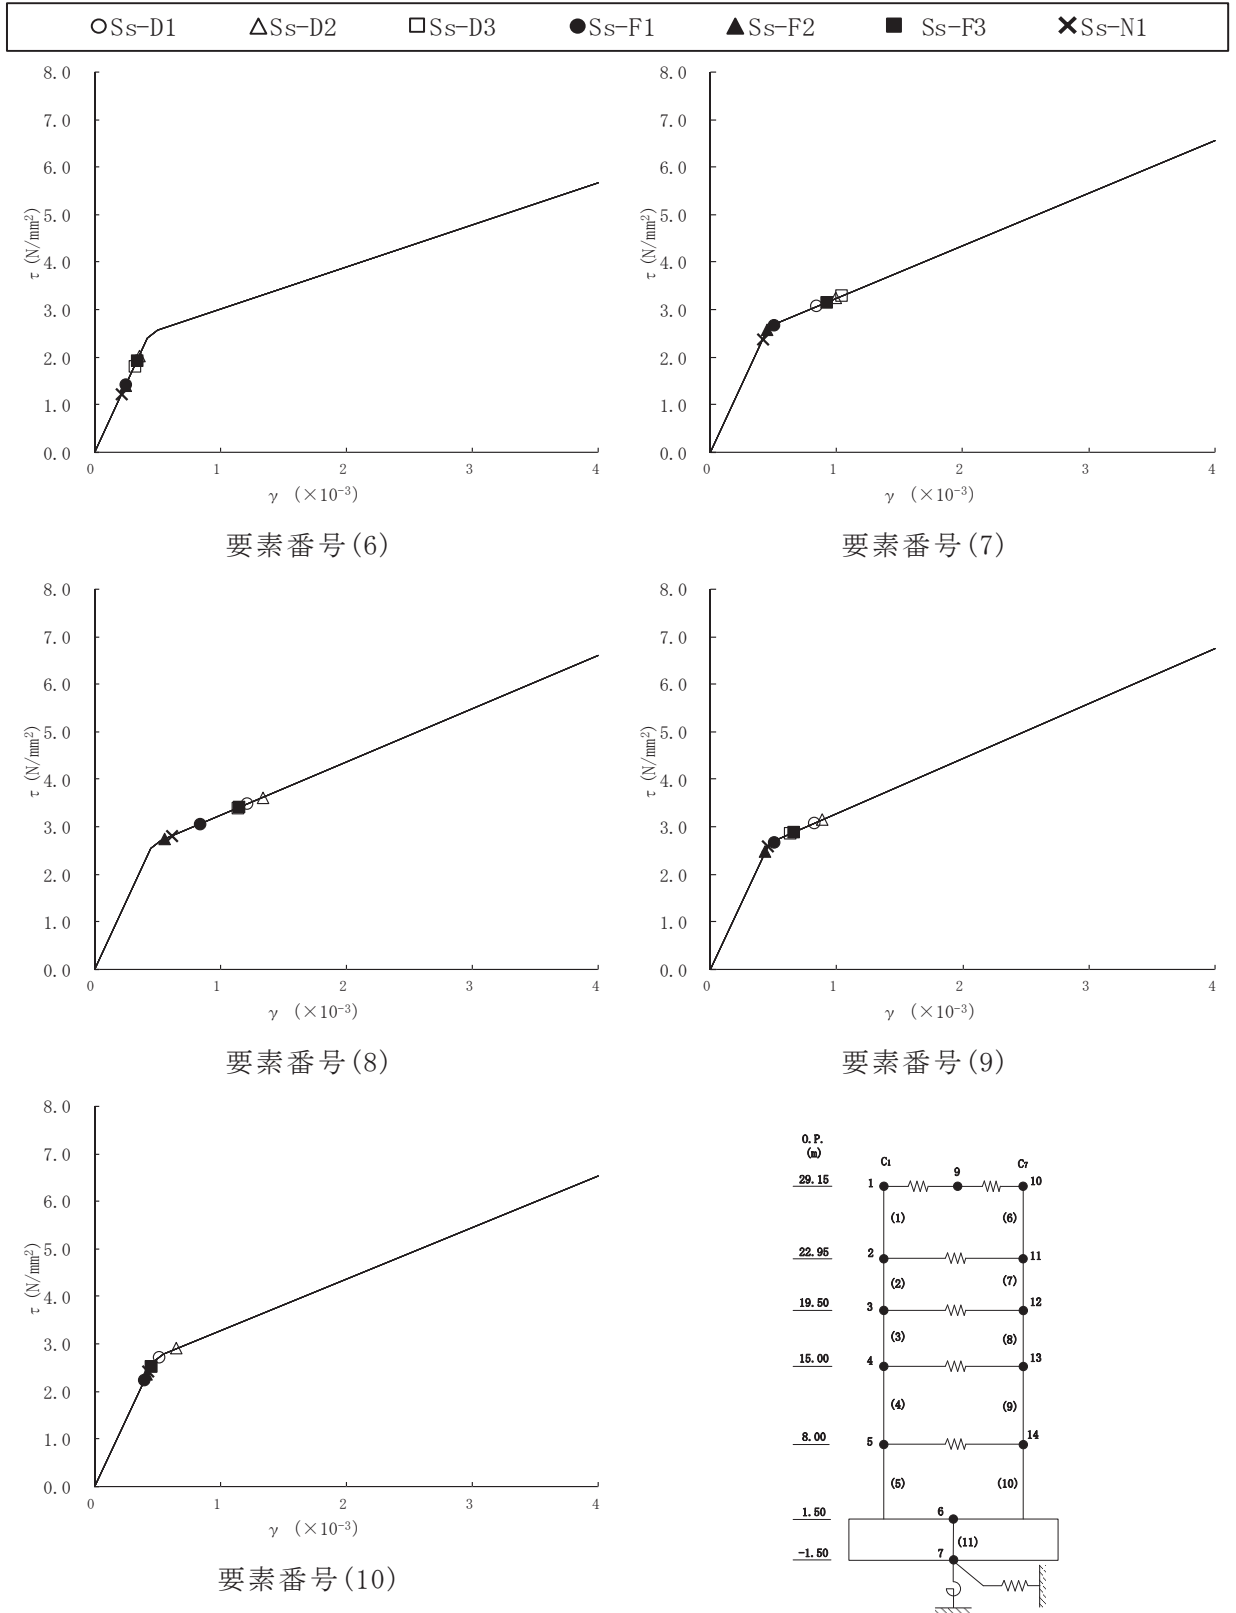 ○Ss-D1 △Ss-D2 □Ss-D3 ●Ss-F1 ▲Ss-F2 ■ Ss-F3 ×Ss-N1
8.0
7.0
6.0
5.0
4.0
3.0
2.0
1.0
0.0
τ (N/mm²)
0 1 2 3 4
γ (×10⁻³)
要素番号(6)
8.0
7.0
6.0
5.0
4.0
3.0
2.0
1.0
0.0
τ (N/mm²)
0 1 2 3 4
γ (×10⁻³)
要素番号(7)
8.0
7.0
6.0
5.0
4.0
3.0
2.0
1.0
0.0
τ (N/mm²)
0 1 2 3 4
γ (×10⁻³)
要素番号(8)
8.0
7.0
6.0
5.0
4.0
3.0
2.0
1.0
0.0
τ (N/mm²)
0 1 2 3 4
γ (×10⁻³)
要素番号(9)
8.0
7.0
6.0
5.0
4.0
3.0
2.0
1.0
0.0
τ (N/mm²)
0 1 2 3 4
γ (×10⁻³)
要素番号(10)
O.P.
(m)
C₁ C₇
29.15 1 9 10
(1) (6)
22.95 2 11
(2) (7)
19.50 3 12
(3) (8)
15.00 4 13
(4) (9)
8.00 5 14
(5) (10)
1.50 6
(11)
-1.50 7